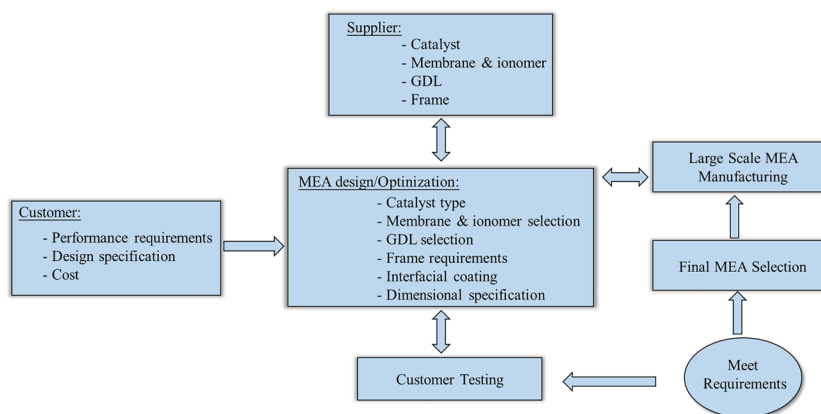 Supplier:
- Catalyst
- Membrane & ionomer
- GDL
- Frame
MEA design/Optinization:
- Catalyst type
- Membrane & ionomer selection
- GDL selection
- Frame requirements
- Interfacial coating
- Dimensional specification
Customer:
- Performance requirements
- Design specification
- Cost
Large Scale MEA
Manufacturing
Final MEA Selection
Meet
Requirements
Customer Testing